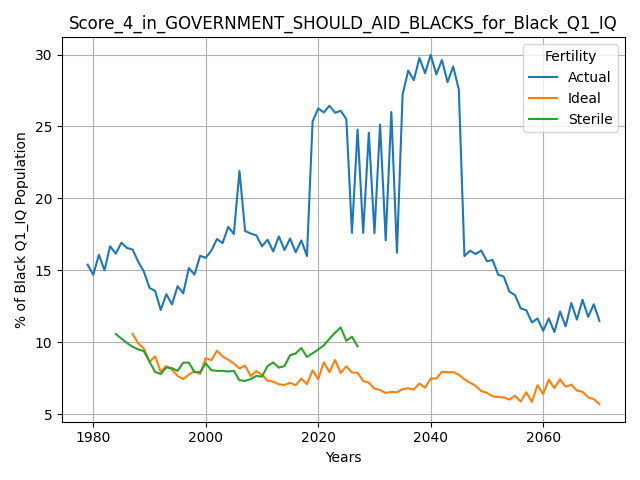 Score_4_in_GOVERNMENT_SHOULD_AID_BLACKS_for_Black_Q1_IQ
Fertility
Actual
Ideal
Sterile
% of Black Q1_IQ Population
30
25
20
15
10
5
1980
2000
2020
2040
2060
Years